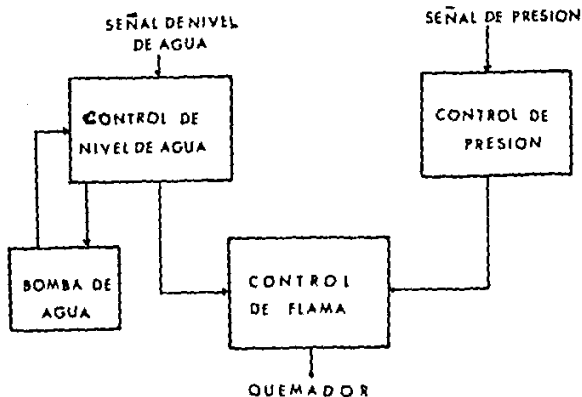 SEÑAL DE NIVEL
DE AGUA
SEÑAL DE PRESION
CONTROL DE
NIVEL DE AGUA
CONTROL DE
PRESION
BOMBA DE
AGUA
CONTROL
DE FLAMA
QUEMADOR